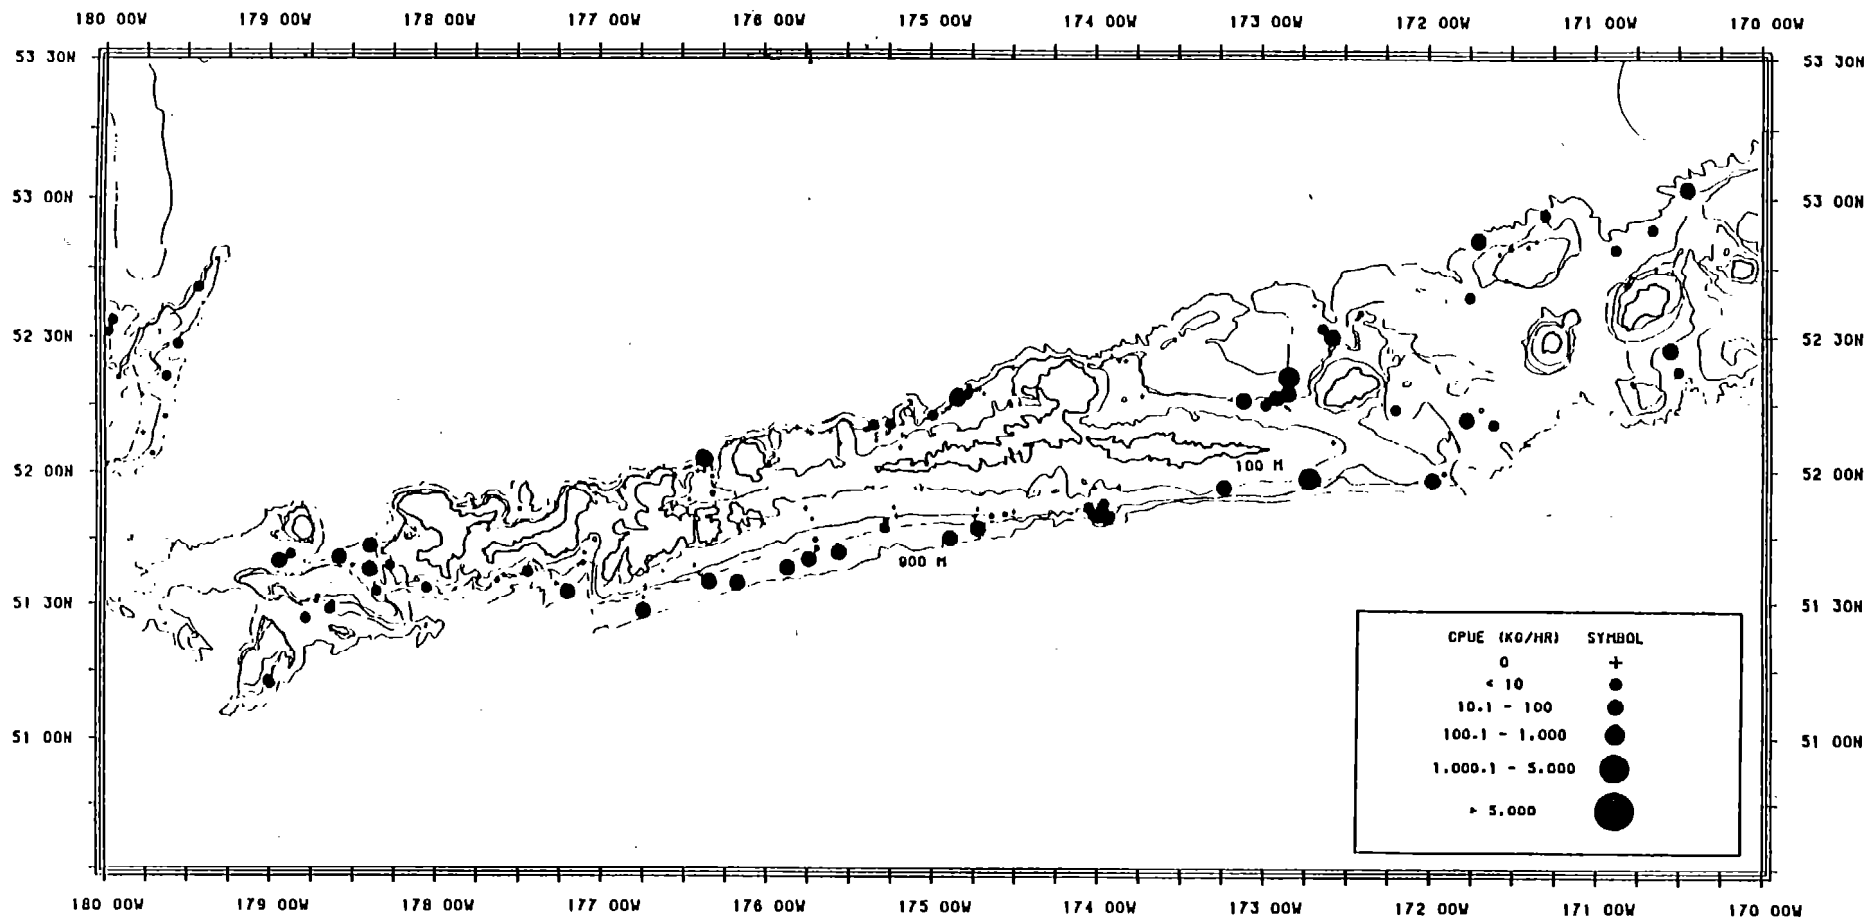 180 00W 179 00W 178 00W 177 00W 176 00W 175 00W 174 00W 173 00W 172 00W 171 00W 170 00W
53 30N 53 30N
53 00N 53 00N
52 30N 52 30N
52 00N 52 00N
100 M
900 M
51 30N 51 30N
CPUE (KG/HR) SYMBOL
0 +
< 10
10.1 - 100
51 00N 51 00N
100.1 - 1.000
1.000.1 - 5.000
> 5.000
180 00W 179 00W 178 00W 177 00W 176 00W 175 00W 174 00W 173 00W 172 00W 171 00W 170 00W